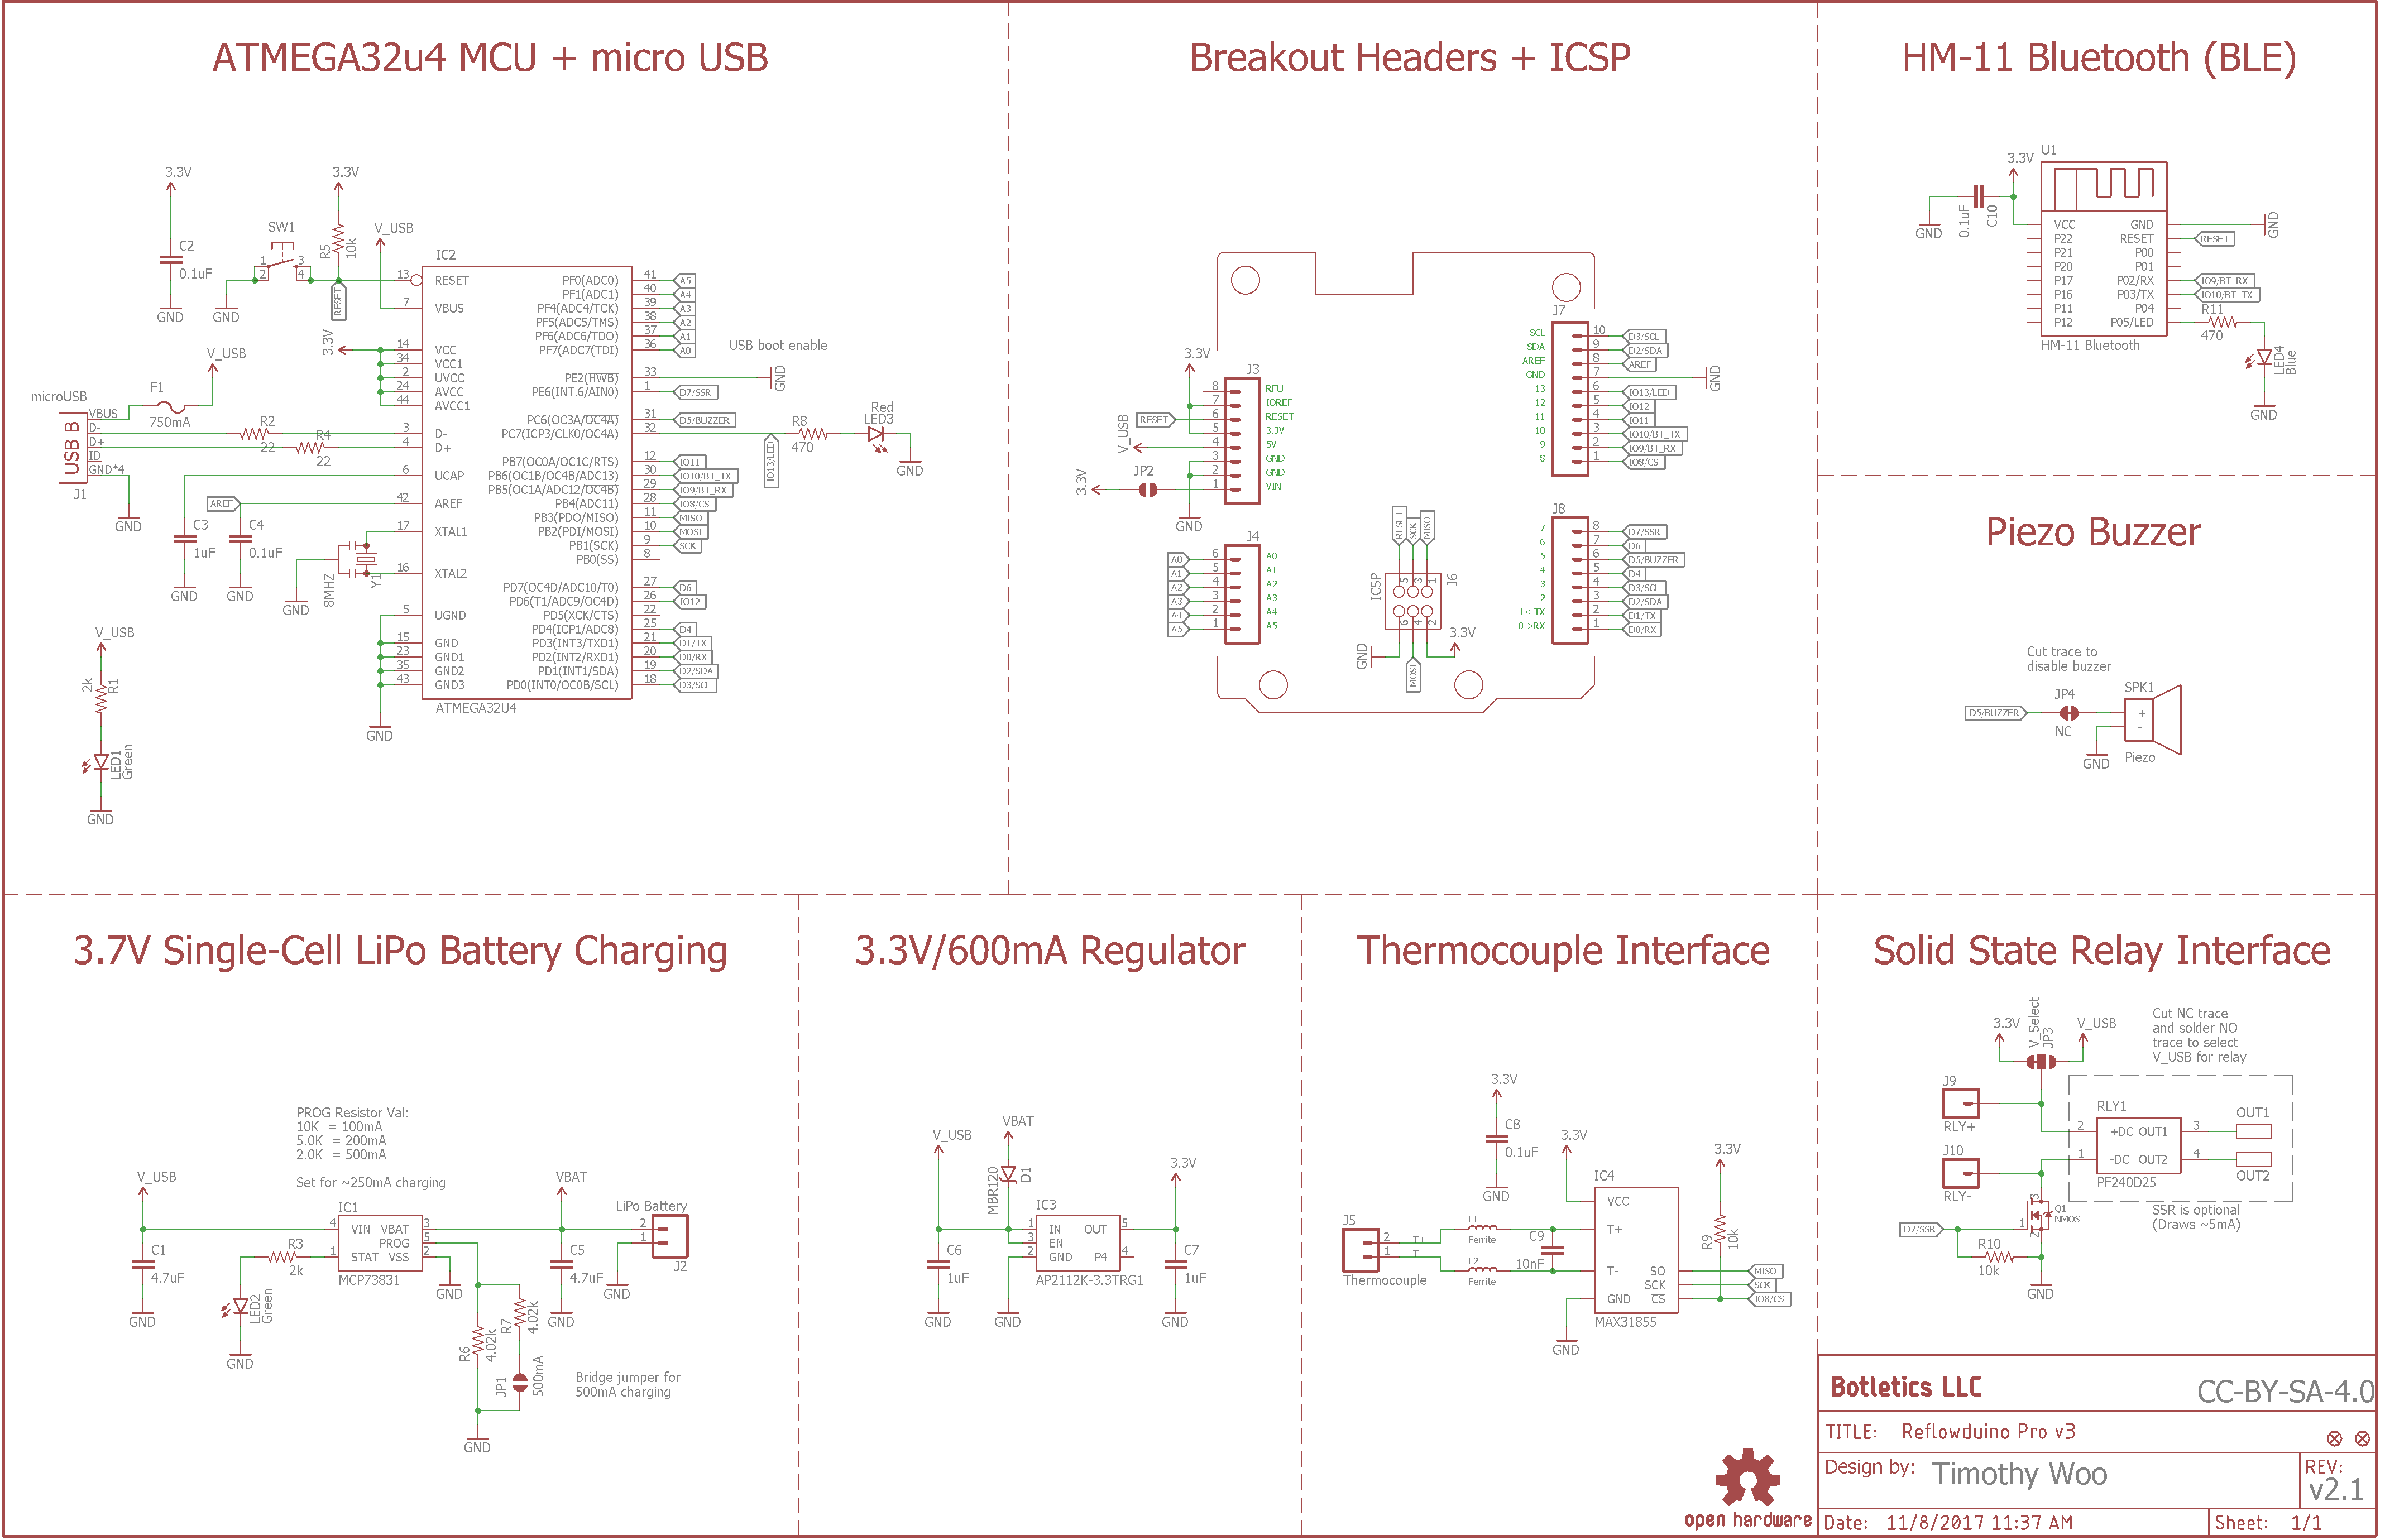 ATMEGA32u4 MCU + micro USB
3.3V
C2
0.1uF
GND
SW1
1
2
3
4
GND
3.3V
R5
10k
RESET
V_USB
3.3V
V_USB
F1
750mA
microUSB
USB B
VBUS
D-
D+
ID
GND*4
J1
GND
R2
22
R4
22
AREF
C3
1uF
GND
C4
0.1uF
GND
8MHZ
Y1
GND
V_USB
2k
R1
LED1
Green
GND
IC2
13 RESET
7 VBUS
14 VCC
34 VCC1
2 UVCC
24 AVCC
44 AVCC1
3 D-
4 D+
6 UCAP
42 AREF
17 XTAL1
16 XTAL2
5 UGND
15 GND
23 GND1
35 GND2
43 GND3
GND
PF0(ADC0) 41 A5
PF1(ADC1) 40 A4
PF4(ADC4/TCK) 39 A3
PF5(ADC5/TMS) 38 A2
PF6(ADC6/TDO) 37 A1
PF7(ADC7(TDI) 36 A0
USB boot enable
PE2(HWB) 33 GND
PE6(INT.6/AIN0) 1 D7/SSR
PC6(OC3A/OC4A) 31 D5/BUZZER
PC7(ICP3/CLK0/OC4A) 32
IO13/LED
R8
470
Red
LED3
GND
PB7(OC0A/OC1C/RTS) 12 IO11
PB6(OC1B/OC4B/ADC13) 30 IO10/BT_TX
PB5(OC1A/ADC12/OC4B) 29 IO9/BT_RX
PB4(ADC11) 28 IO8/CS
PB3(PDO/MISO) 11 MISO
PB2(PDI/MOSI) 10 MOSI
PB1(SCK) 9 SCK
PB0(SS) 8
PD7(OC4D/ADC10/T0) 27 D6
PD6(T1/ADC9/OC4D) 26 IO12
PD5(XCK/CTS) 22
PD4(ICP1/ADC8) 25 D4
PD3(INT3/TXD1) 21 D1/TX
PD2(INT2/RXD1) 20 D0/RX
PD1(INT1/SDA) 19 D2/SDA
PD0(INT0/OC0B/SCL) 18 D3/SCL
ATMEGA32U4
Breakout Headers + ICSP
3.3V
J3
8 RFU
7 IOREF
RESET 6 RESET
5 3.3V
V_USB 4 5V
3 GND
2 GND
3.3V JP2 1 VIN
GND
J4
A0 6 A0
A1 5 A1
A2 4 A2
A3 3 A3
A4 2 A4
A5 1 A5
RESET
SCK
MISO
ICSP
5 3 1
6 4 2
J6
3.3V
GND
MOSI
J7
SCL 10 D3/SCL
SDA 9 D2/SDA
AREF 8 AREF
GND 7 GND
13 6 IO13/LED
12 5 IO12
11 4 IO11
10 3 IO10/BT_TX
9 2 IO9/BT_RX
8 1 IO8/CS
J8
7 8 D7/SSR
6 7 D6
5 6 D5/BUZZER
4 5 D4
3 4 D3/SCL
2 3 D2/SDA
1<-TX 2 D1/TX
0->RX 1 D0/RX
HM-11 Bluetooth (BLE)
3.3V
U1
0.1uF
C10
GND
VCC GND GND
P22 RESET RESET
P21 P00
P20 P01
P17 P02/RX IO9/BT_RX
P16 P03/TX IO10/BT_TX
P11 P04
P12 P05/LED
HM-11 Bluetooth
R11
470
LED4
Blue
GND
Piezo Buzzer
Cut trace to
disable buzzer
D5/BUZZER
JP4
NC
SPK1
+
-
GND
Piezo
3.7V Single-Cell LiPo Battery Charging
PROG Resistor Val:
10K = 100mA
5.0K = 200mA
2.0K = 500mA
Set for ~250mA charging
V_USB
C1
4.7uF
GND
IC1
4 VIN VBAT 3
PROG 5
1 STAT VSS 2
MCP73831
R3
2k
LED2
Green
GND
GND
VBAT
C5
4.7uF
GND
LiPo Battery
2
1
J2
GND
R6
4.02k
R7
4.02k
JP1
500mA
GND
Bridge jumper for
500mA charging
3.3V/600mA Regulator
V_USB
C6
1uF
GND
VBAT
MBR120
D1
IC3
1 IN OUT 5
3 EN
2 GND P4 4
AP2112K-3.3TRG1
GND
3.3V
C7
1uF
GND
Thermocouple Interface
3.3V
C8
0.1uF
GND
J5
2 T+
1 T-
Thermocouple
L1
Ferrite
L2
Ferrite
C9
10nF
3.3V
IC4
VCC
T+
T-
GND
SO MISO
SCK SCK
CS IO8/CS
MAX31855
GND
3.3V
R9
10k
Solid State Relay Interface
3.3V
V_Select
JP3
V_USB
Cut NC trace
and solder NO
trace to select
V_USB for relay
J9
RLY+
J10
RLY-
RLY1
2 +DC OUT1 3
1 -DC OUT2 4
PF240D25
OUT1
OUT2
SSR is optional
(Draws ~5mA)
D7/SSR
1
2
3
Q1
NMOS
R10
10k
GND
Botletics LLC
CC-BY-SA-4.0
TITLE: Reflowduino Pro v3
Design by: Timothy Woo
REV:
v2.1
Date: 11/8/2017 11:37 AM
Sheet: 1/1
open hardware